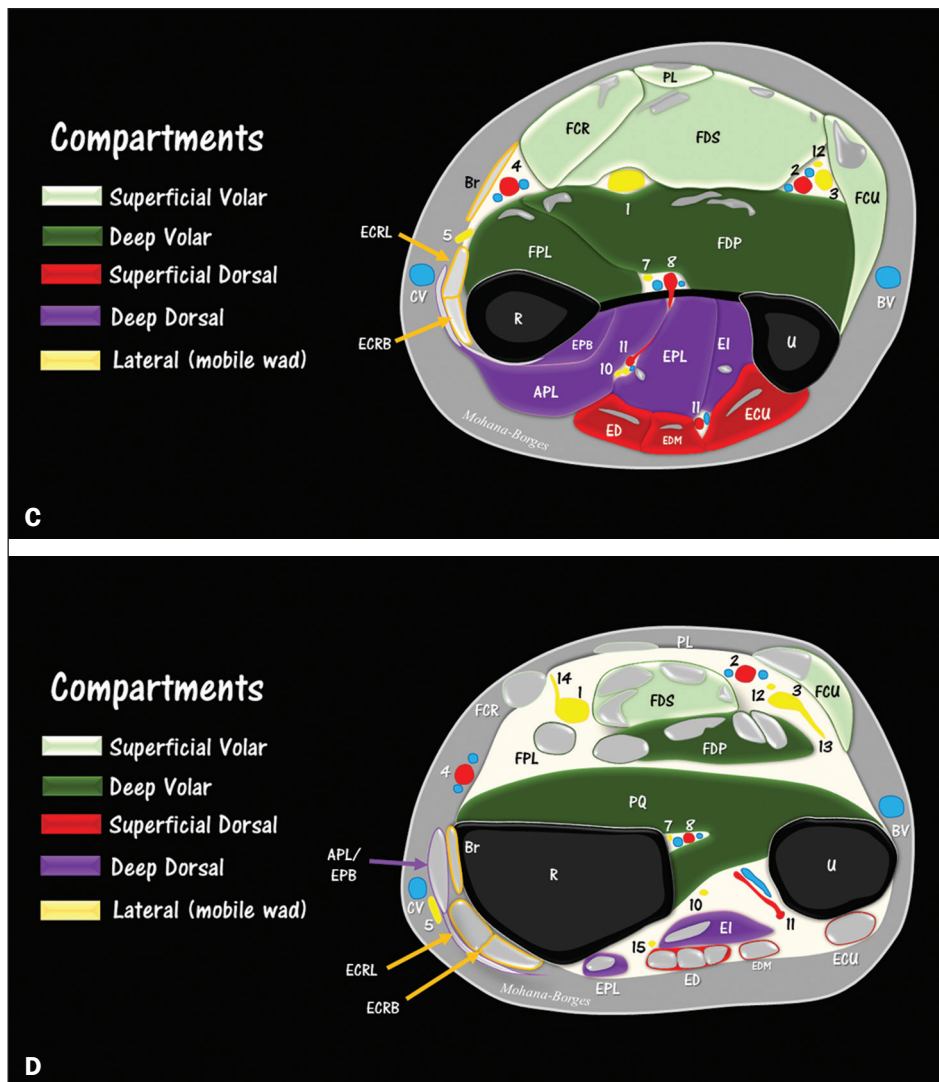 Compartments
Superficial Volar
Deep Volar
Superficial Dorsal
Deep Dorsal
Lateral (mobile wad)
PL
FCR
FDS
12
4
2
Br
3
FCU
1
5
ECRL
FPL
FDP
7 8
CV
BV
R
U
ECRB
EPB
11
EPL
EI
10
APL
11
ECU
ED
EDM
Mohana-Borges
C
Compartments
Superficial Volar
Deep Volar
Superficial Dorsal
Deep Dorsal
Lateral (mobile wad)
PL
2
14
1
12
3
FCU
FCR
FDS
13
FPL
FDP
4
PQ
BV
7 8
Br
APL/
EPB
R
U
CV
10
5
11
EI
15
ECRL
ECU
EDM
EPL
ED
ECRB
Mohana-Borges
D